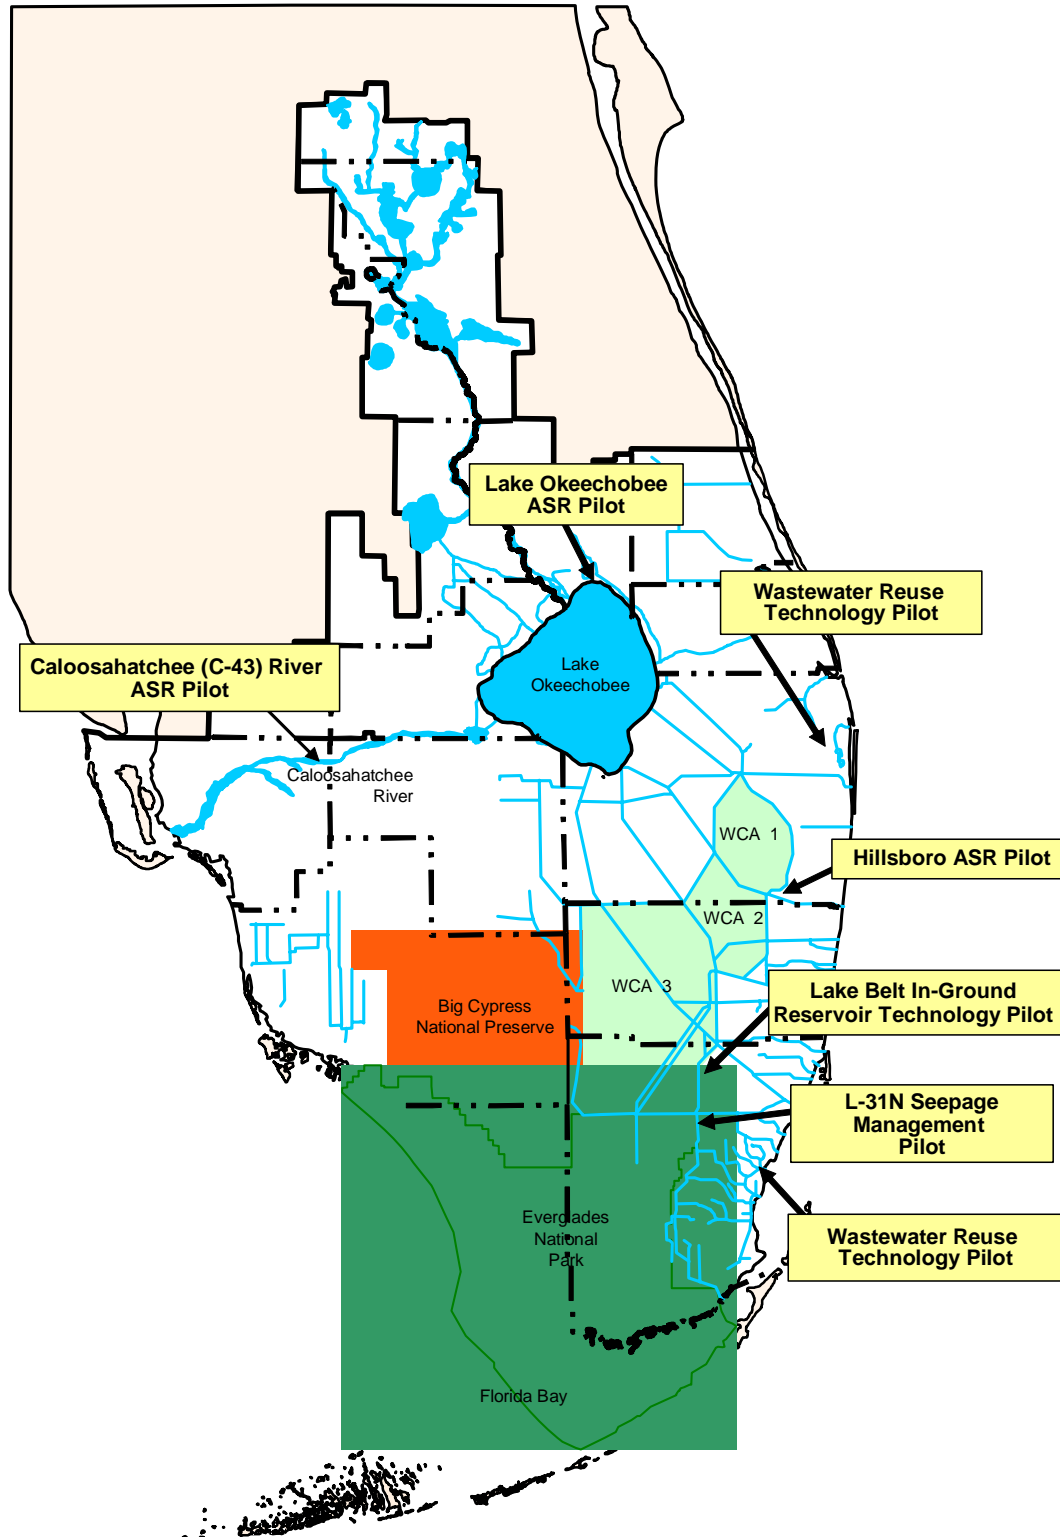 Lake Okeechobee
ASR Pilot
Wastewater Reuse
Technology Pilot
Caloosahatchee (C-43) River
ASR Pilot
Lake
Okeechobee
Caloosahatchee
River
WCA 1
Hillsboro ASR Pilot
WCA 2
WCA 3
Lake Belt In-Ground
Reservoir Technology Pilot
Big Cypress
National Preserve
L-31N Seepage
Management
Pilot
Everglades
National
Park
Wastewater Reuse
Technology Pilot
Florida Bay